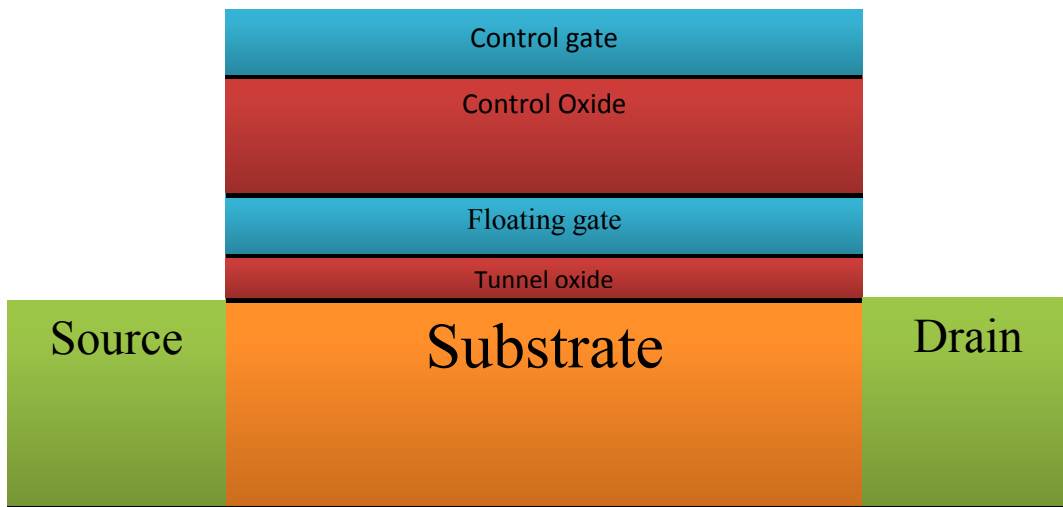 Control gate
Control Oxide
Floating gate
Tunnel oxide
Source
Substrate
Drain